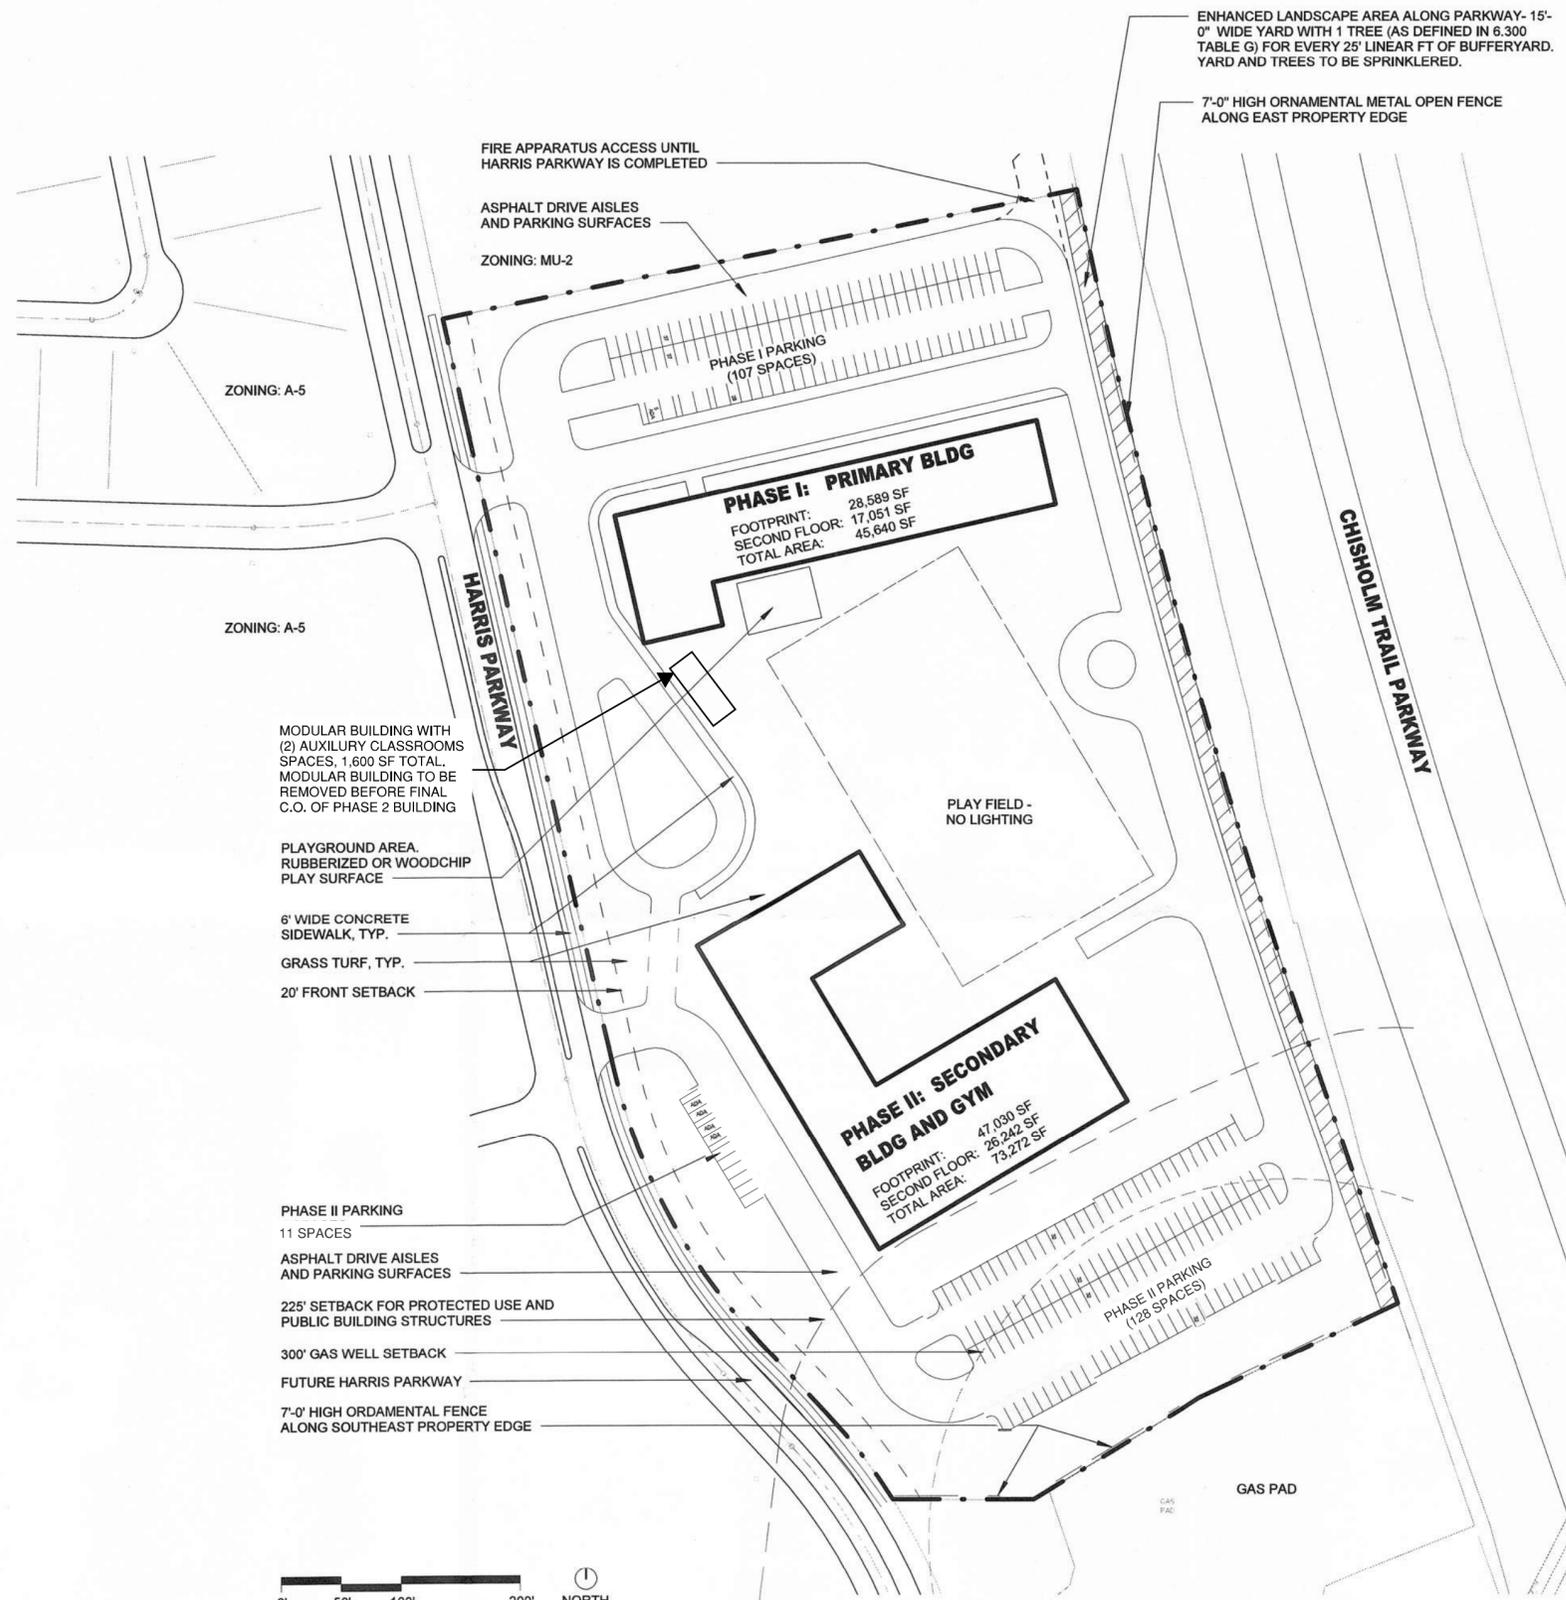 ENHANCED LANDSCAPE AREA ALONG PARKWAY- 15'-
0" WIDE YARD WITH 1 TREE (AS DEFINED IN 6.300
TABLE G) FOR EVERY 25' LINEAR FT OF BUFFERYARD.
YARD AND TREES TO BE SPRINKLERED.
7'-0" HIGH ORNAMENTAL METAL OPEN FENCE
ALONG EAST PROPERTY EDGE
FIRE APPARATUS ACCESS UNTIL
HARRIS PARKWAY IS COMPLETED
ASPHALT DRIVE AISLES
AND PARKING SURFACES
ZONING: MU-2
PHASE I PARKING
(107 SPACES)
ZONING: A-5
PHASE I: PRIMARY BLDG
FOOTPRINT: 28,589 SF
SECOND FLOOR: 17,051 SF
TOTAL AREA: 45,640 SF
CHISHOLM TRAIL PARKWAY
HARRIS PARKWAY
ZONING: A-5
MODULAR BUILDING WITH
(2) AUXILURY CLASSROOMS
SPACES, 1,600 SF TOTAL.
MODULAR BUILDING TO BE
REMOVED BEFORE FINAL
C.O. OF PHASE 2 BUILDING
PLAY FIELD -
NO LIGHTING
PLAYGROUND AREA.
RUBBERIZED OR WOODCHIP
PLAY SURFACE
6' WIDE CONCRETE
SIDEWALK, TYP.
GRASS TURF, TYP.
20' FRONT SETBACK
PHASE II: SECONDARY
BLDG AND GYM
FOOTPRINT: 47,030 SF
SECOND FLOOR: 26,242 SF
TOTAL AREA: 73,272 SF
ADA
ADA
ADA
ADA
PHASE II PARKING
11 SPACES
ASPHALT DRIVE AISLES
AND PARKING SURFACES
225' SETBACK FOR PROTECTED USE AND
PUBLIC BUILDING STRUCTURES
PHASE II PARKING
(128 SPACES)
300' GAS WELL SETBACK
FUTURE HARRIS PARKWAY
7'-0' HIGH ORDAMENTAL FENCE
ALONG SOUTHEAST PROPERTY EDGE
GAS PAD
GAS
PAD
0' 50' 100' 200'
NORTH